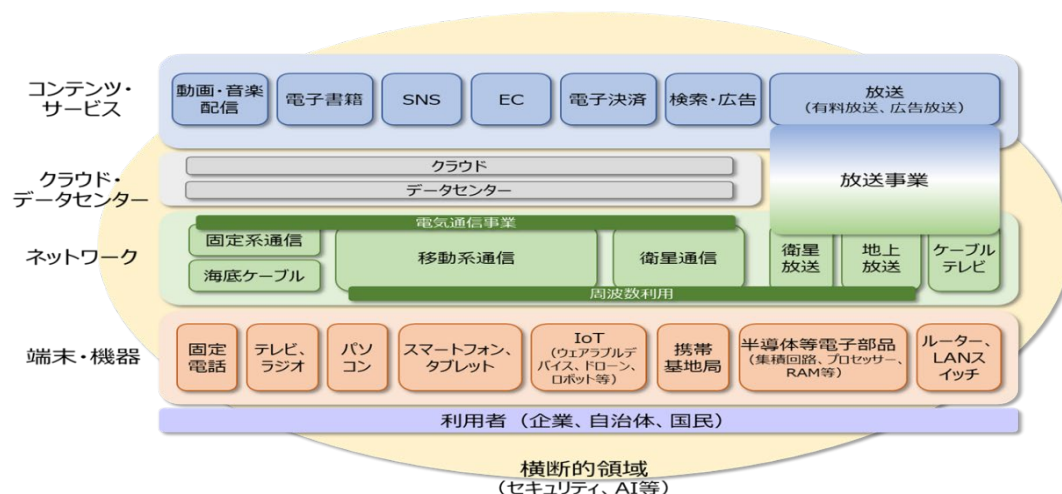 コンテンツ・
サービス
動画・音楽
配信
電子書籍
SNS
EC
電子決済
検索・広告
放送
(有料放送、広告放送)
クラウド・
データセンター
クラウド
データセンター
放送事業
ネットワーク
電気通信事業
固定系通信
海底ケーブル
移動系通信
衛星通信
衛星
放送
地上
放送
ケーブル
テレビ
周波数利用
端末・機器
固定
電話
テレビ、
ラジオ
パソ
コン
スマートフォン、
タブレット
IoT
(ウェアラブルデ
バイス、ドローン、
ロボット等)
携帯
基地局
半導体等電子部品
(集積回路、プロセッサー、
RAM等)
ルーター、
LANス
イッチ
利用者（企業、自治体、国民）
横断的領域
(セキュリティ、AI等)